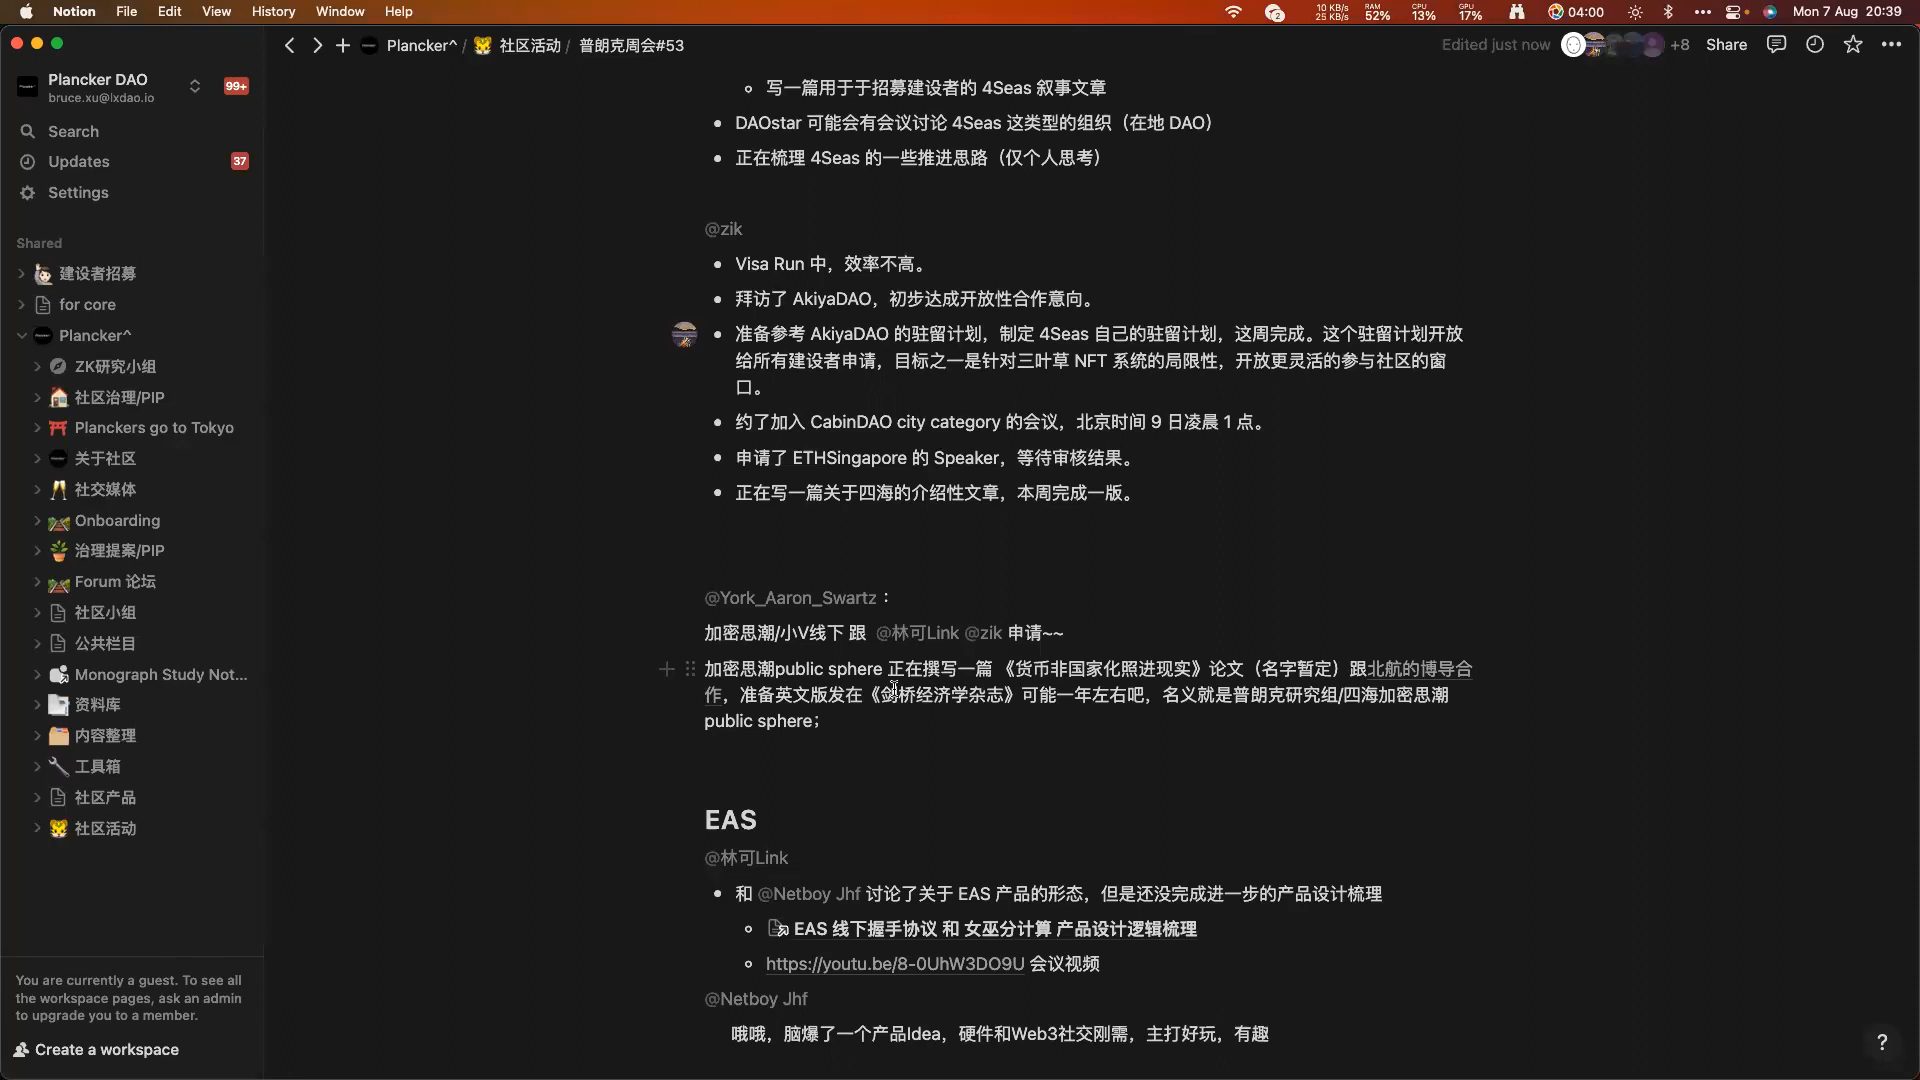 Notion File Edit View History Window Help
2
10 KB/s
25 KB/s
RAM
52%
CPU
13%
GPU
17%
04:00
Mon 7 Aug 20:39
Plancker^ / 社区活动 / 普朗克周会#53
Edited just now
+8
Share
Plancker DAO
bruce.xu@lxdao.io
99+
Search
Updates
37
Settings
Shared
建设者招募
for core
Plancker^
ZK研究小组
社区治理/PIP
Planckers go to Tokyo
关于社区
社交媒体
Onboarding
治理提案/PIP
Forum 论坛
社区小组
公共栏目
Monograph Study Not...
资料库
内容整理
工具箱
社区产品
社区活动
You are currently a guest. To see all
the workspace pages, ask an admin
to upgrade you to a member.
Create a workspace
写一篇用于于招募建设者的 4Seas 叙事文章
DAOstar 可能会有会议讨论 4Seas 这类型的组织（在地 DAO）
正在梳理 4Seas 的一些推进思路（仅个人思考）
@zik
Visa Run 中，效率不高。
拜访了 AkiyaDAO，初步达成开放性合作意向。
准备参考 AkiyaDAO 的驻留计划，制定 4Seas 自己的驻留计划，这周完成。这个驻留计划开放
给所有建设者申请，目标之一是针对三叶草 NFT 系统的局限性，开放更灵活的参与社区的窗
口。
约了加入 CabinDAO city category 的会议，北京时间 9 日凌晨 1 点。
申请了 ETHSingapore 的 Speaker，等待审核结果。
正在写一篇关于四海的介绍性文章，本周完成一版。
@York_Aaron_Swartz：
加密思潮/小V线下 跟 @林可Link @zik 申请~~
加密思潮public sphere 正在撰写一篇 《货币非国家化照进现实》论文（名字暂定）跟北航的博导合
作，准备英文版发在《剑桥经济学杂志》可能一年左右吧，名义就是普朗克研究组/四海加密思潮
public sphere；
EAS
@林可Link
和 @Netboy Jhf 讨论了关于 EAS 产品的形态，但是还没完成进一步的产品设计梳理
EAS 线下握手协议 和 女巫分计算 产品设计逻辑梳理
https://youtu.be/8-0UhW3DO9U 会议视频
@Netboy Jhf
哦哦，脑爆了一个产品Idea，硬件和Web3社交刚需，主打好玩，有趣
?